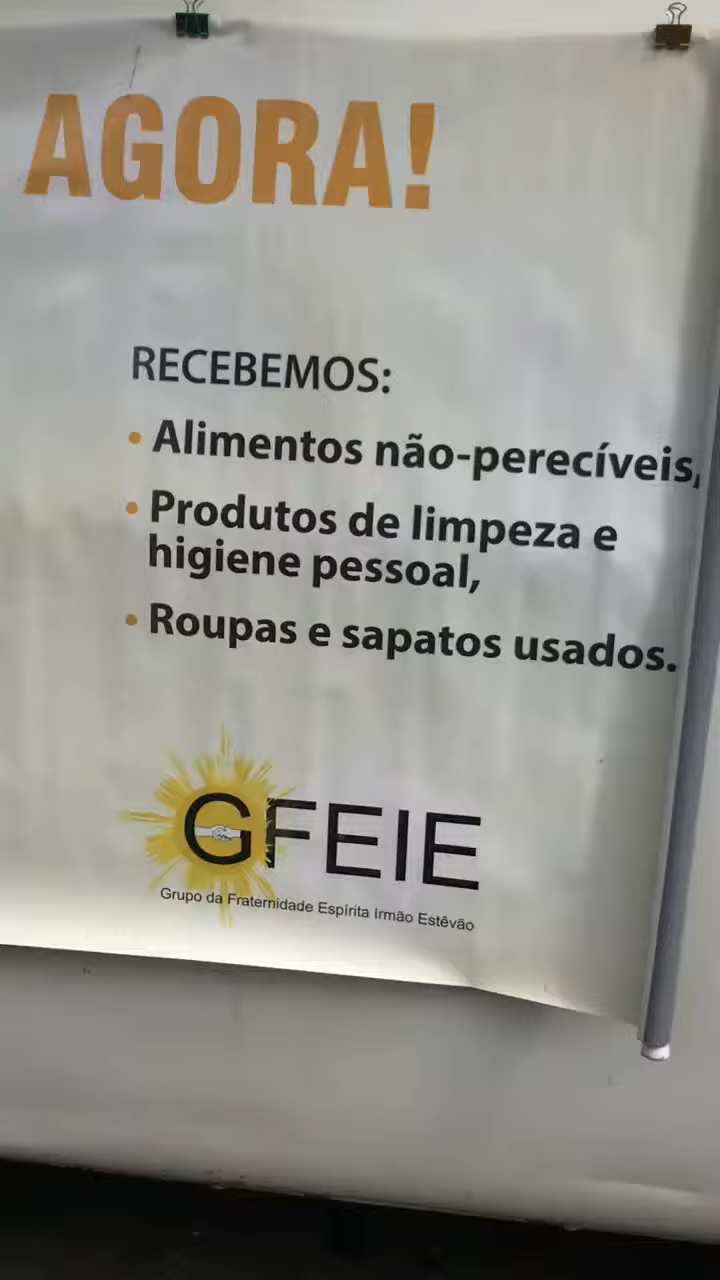 AGORA!
RECEBEMOS:
• Alimentos não-perecíveis,
• Produtos de limpeza e
higiene pessoal,
• Roupas e sapatos usados.
GFEIE
Grupo da Fraternidade Espírita Irmão Estêvão